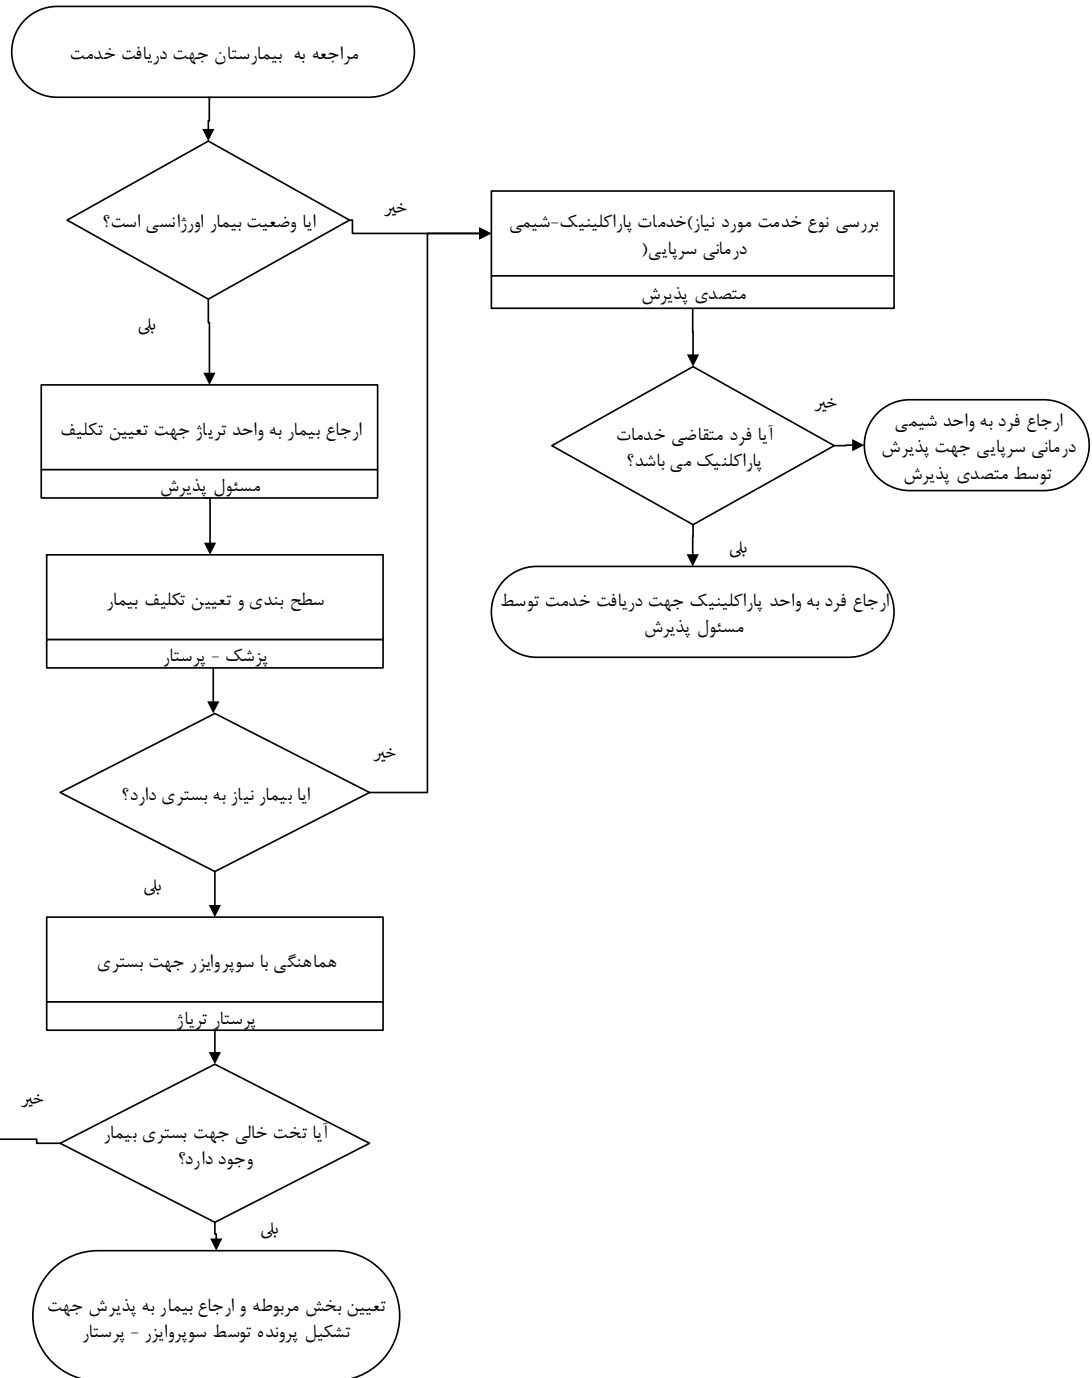 مراجعه به بیمارستان جهت دریافت خدمت
ایا وضعیت بیمار اورژانسی است؟
خیر
بلی
بررسی نوع خدمت مورد نیاز)خدمات پاراکلینیک-شیمی
درمانی سرپایی(
متصدی پذیرش
ارجاع بیمار به واحد تریاژ جهت تعیین تکلیف
مسئول پذیرش
آیا فرد متقاضی خدمات
پاراکلنیک می باشد؟
خیر
بلی
ارجاع فرد به واحد شیمی
درمانی سرپایی جهت پذیرش
توسط متصدی پذیرش
ارجاع فرد به واحد پاراکلینیک جهت دریافت خدمت توسط
مسئول پذیرش
سطح بندی و تعیین تکلیف بیمار
پزشک - پرستار
ایا بیمار نیاز به بستری دارد؟
خیر
بلی
هماهنگی با سوپروایزر جهت بستری
پرستار تریاژ
آیا تخت خالی جهت بستری بیمار
وجود دارد؟
خیر
بلی
تعیین بخش مربوطه و ارجاع بیمار به پذیرش جهت
تشکیل پرونده توسط سوپروایزر - پرستار